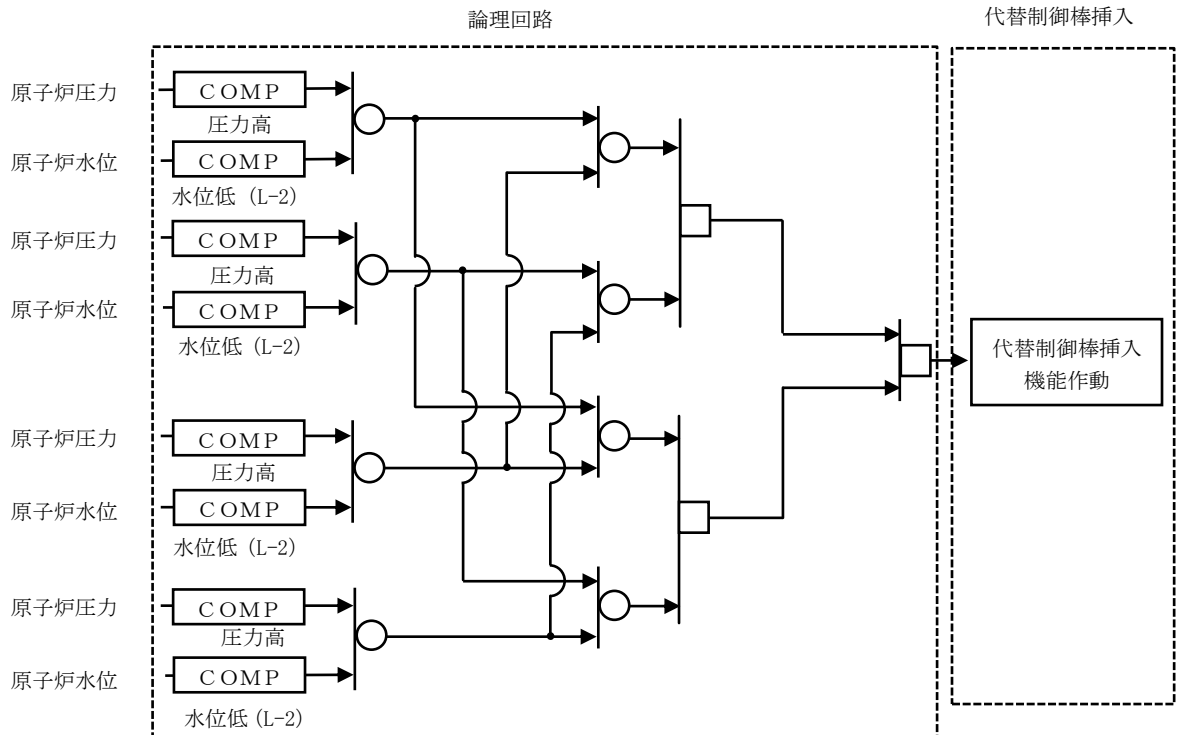 論理回路
代替制御棒挿入
原子炉圧力
ＣＯＭＰ
圧力高
原子炉水位
ＣＯＭＰ
水位低 (L-2)
原子炉圧力
ＣＯＭＰ
圧力高
原子炉水位
ＣＯＭＰ
水位低 (L-2)
代替制御棒挿入
機能作動
原子炉圧力
ＣＯＭＰ
圧力高
原子炉水位
ＣＯＭＰ
水位低 (L-2)
原子炉圧力
ＣＯＭＰ
圧力高
原子炉水位
ＣＯＭＰ
水位低 (L-2)